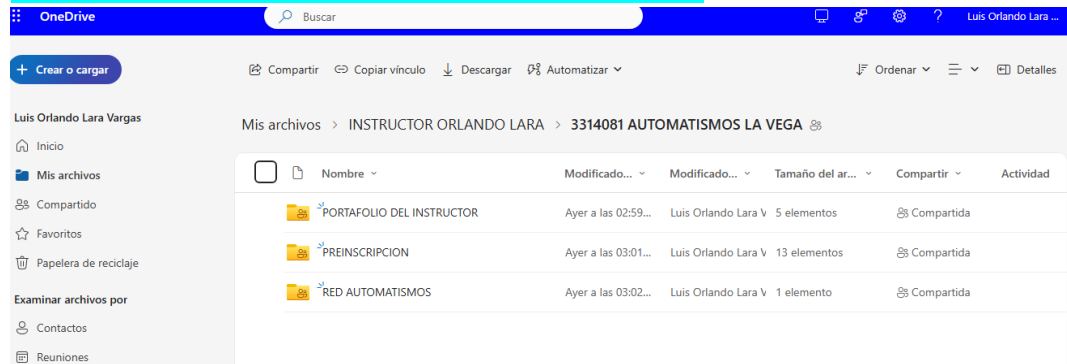 OneDrive
Buscar
Luis Orlando Lara ...
Crear o cargar
Compartir Copiar vínculo Descargar Automatizar
Ordenar Detalles
Luis Orlando Lara Vargas
Mis archivos > INSTRUCTOR ORLANDO LARA > 3314081 AUTOMATISMOS LA VEGA
Inicio
Mis archivos
Compartido
Favoritos
Papelera de reciclaje
Examinar archivos por
Contactos
Reuniones
Nombre Modificado... Modificado... Tamaño del ar... Compartir Actividad
PORTAFOLIO DEL INSTRUCTOR Ayer a las 02:59... Luis Orlando Lara V 5 elementos Compartida
PREINSCRIPCION Ayer a las 03:01... Luis Orlando Lara V 13 elementos Compartida
RED AUTOMATISMOS Ayer a las 03:02... Luis Orlando Lara V 1 elemento Compartida